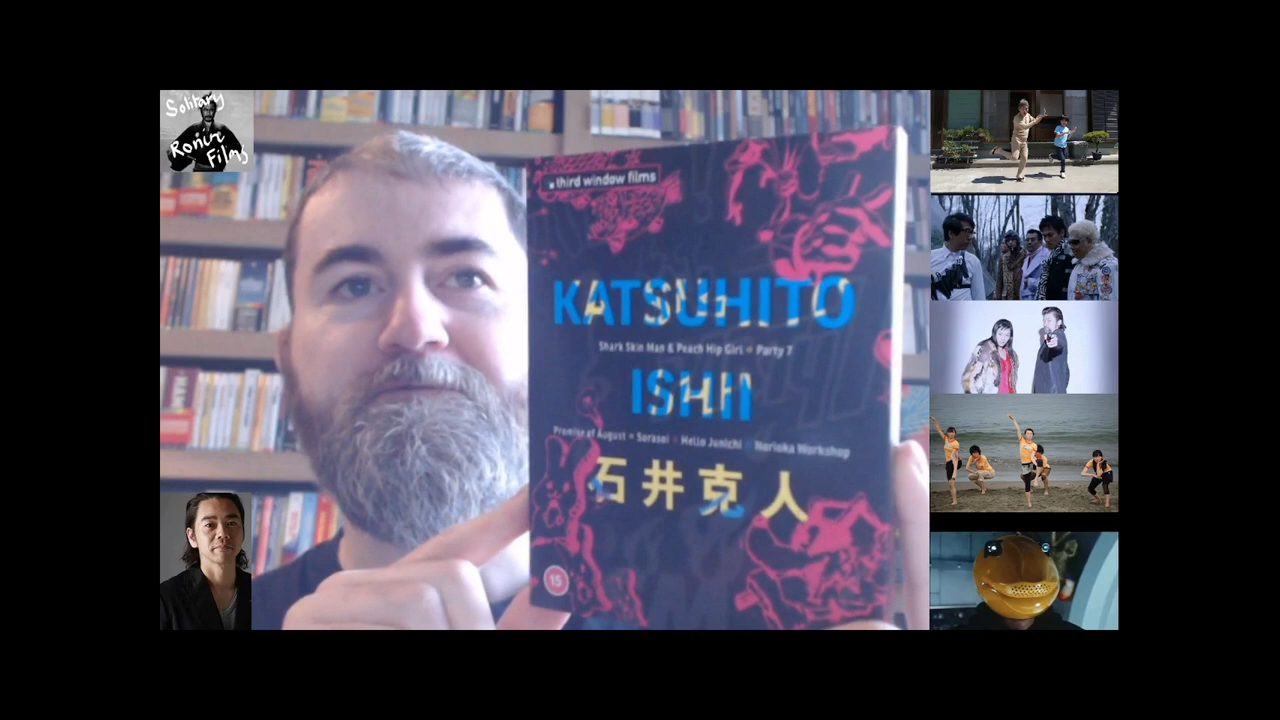 Solitary
Ronin
Films
third window films
KATSUHITO
Shark Skin Man & Peach Hip Girl = Party 7
ISHII
Promise of August = Sorasoi = Hello Junichi = Norioka Workshop
石井克人
15